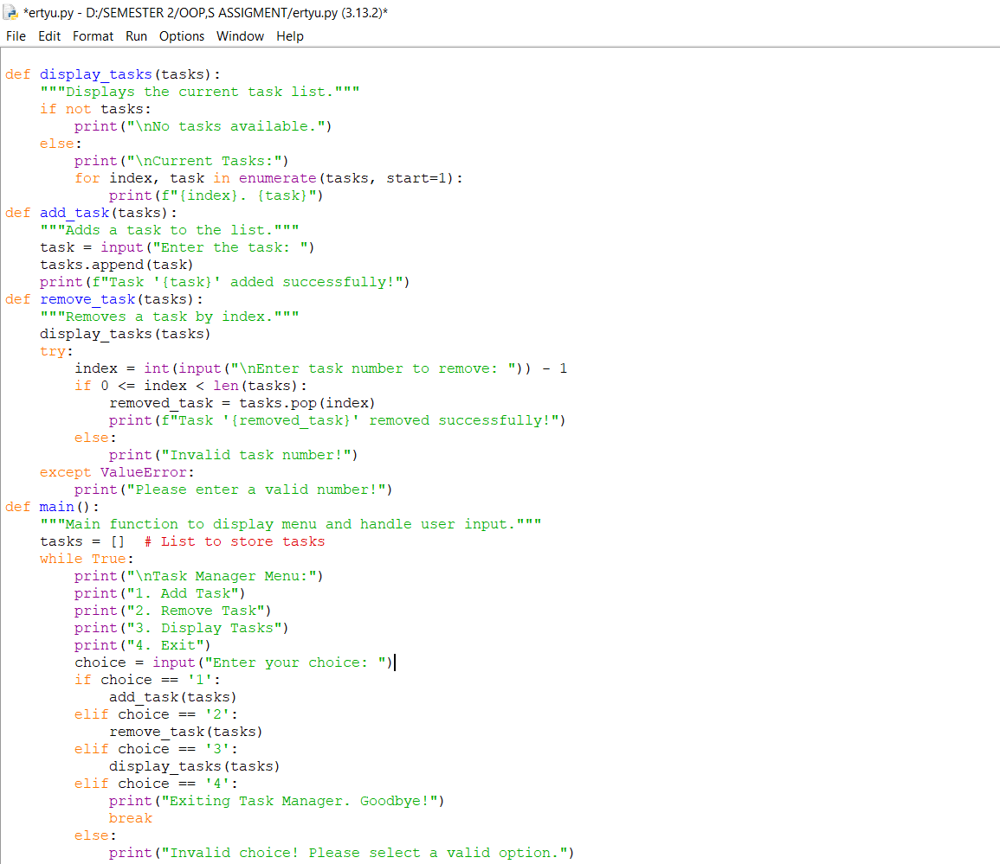 *ertyu.py - D:/SEMESTER 2/OOP,S ASSIGMENT/ertyu.py (3.13.2)*
File Edit Format Run Options Window Help
def display_tasks(tasks):
    """Displays the current task list."""
    if not tasks:
        print("\nNo tasks available.")
    else:
        print("\nCurrent Tasks:")
        for index, task in enumerate(tasks, start=1):
            print(f"{index}. {task}")
def add_task(tasks):
    """Adds a task to the list."""
    task = input("Enter the task: ")
    tasks.append(task)
    print(f"Task '{task}' added successfully!")
def remove_task(tasks):
    """Removes a task by index."""
    display_tasks(tasks)
    try:
        index = int(input("\nEnter task number to remove: ")) - 1
        if 0 <= index < len(tasks):
            removed_task = tasks.pop(index)
            print(f"Task '{removed_task}' removed successfully!")
        else:
            print("Invalid task number!")
    except ValueError:
        print("Please enter a valid number!")
def main():
    """Main function to display menu and handle user input."""
    tasks = []  # List to store tasks
    while True:
        print("\nTask Manager Menu:")
        print("1. Add Task")
        print("2. Remove Task")
        print("3. Display Tasks")
        print("4. Exit")
        choice = input("Enter your choice: ")
        if choice == '1':
            add_task(tasks)
        elif choice == '2':
            remove_task(tasks)
        elif choice == '3':
            display_tasks(tasks)
        elif choice == '4':
            print("Exiting Task Manager. Goodbye!")
            break
        else:
            print("Invalid choice! Please select a valid option.")